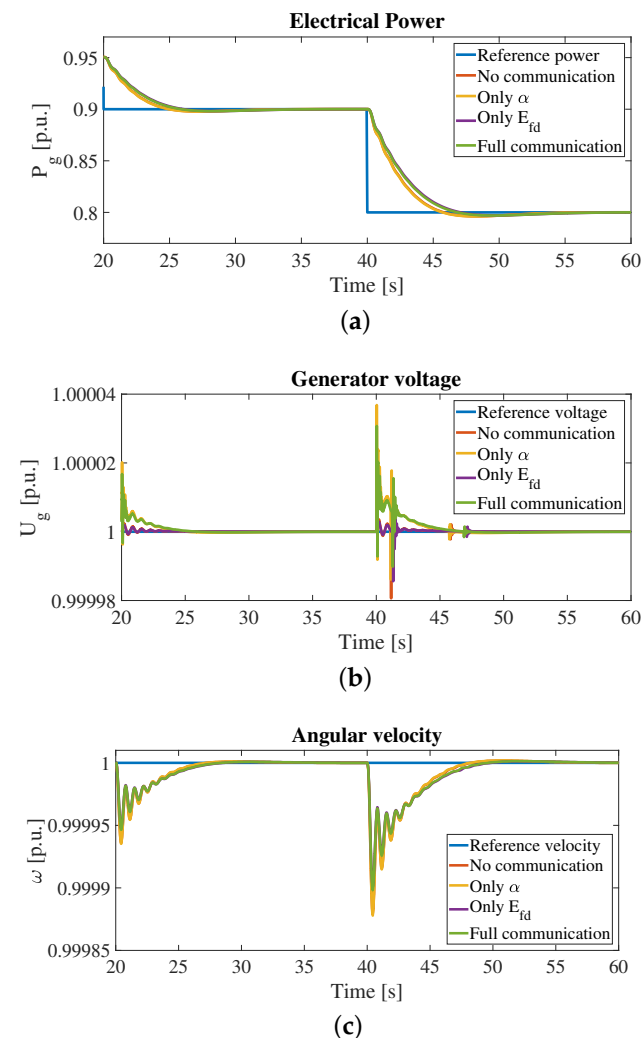 Electrical Power
0.95
0.9
0.85
0.8
P_g [p.u.]
Reference power
No communication
Only α
Only E_fd
Full communication
20 25 30 35 40 45 50 55 60
Time [s]
(a)
Generator voltage
1.00004
1.00002
1
0.99998
U_g [p.u.]
Reference voltage
No communication
Only α
Only E_fd
Full communication
20 25 30 35 40 45 50 55 60
Time [s]
(b)
Angular velocity
1
0.99995
0.9999
0.99985
ω [p.u.]
Reference velocity
No communication
Only α
Only E_fd
Full communication
20 25 30 35 40 45 50 55 60
Time [s]
(c)